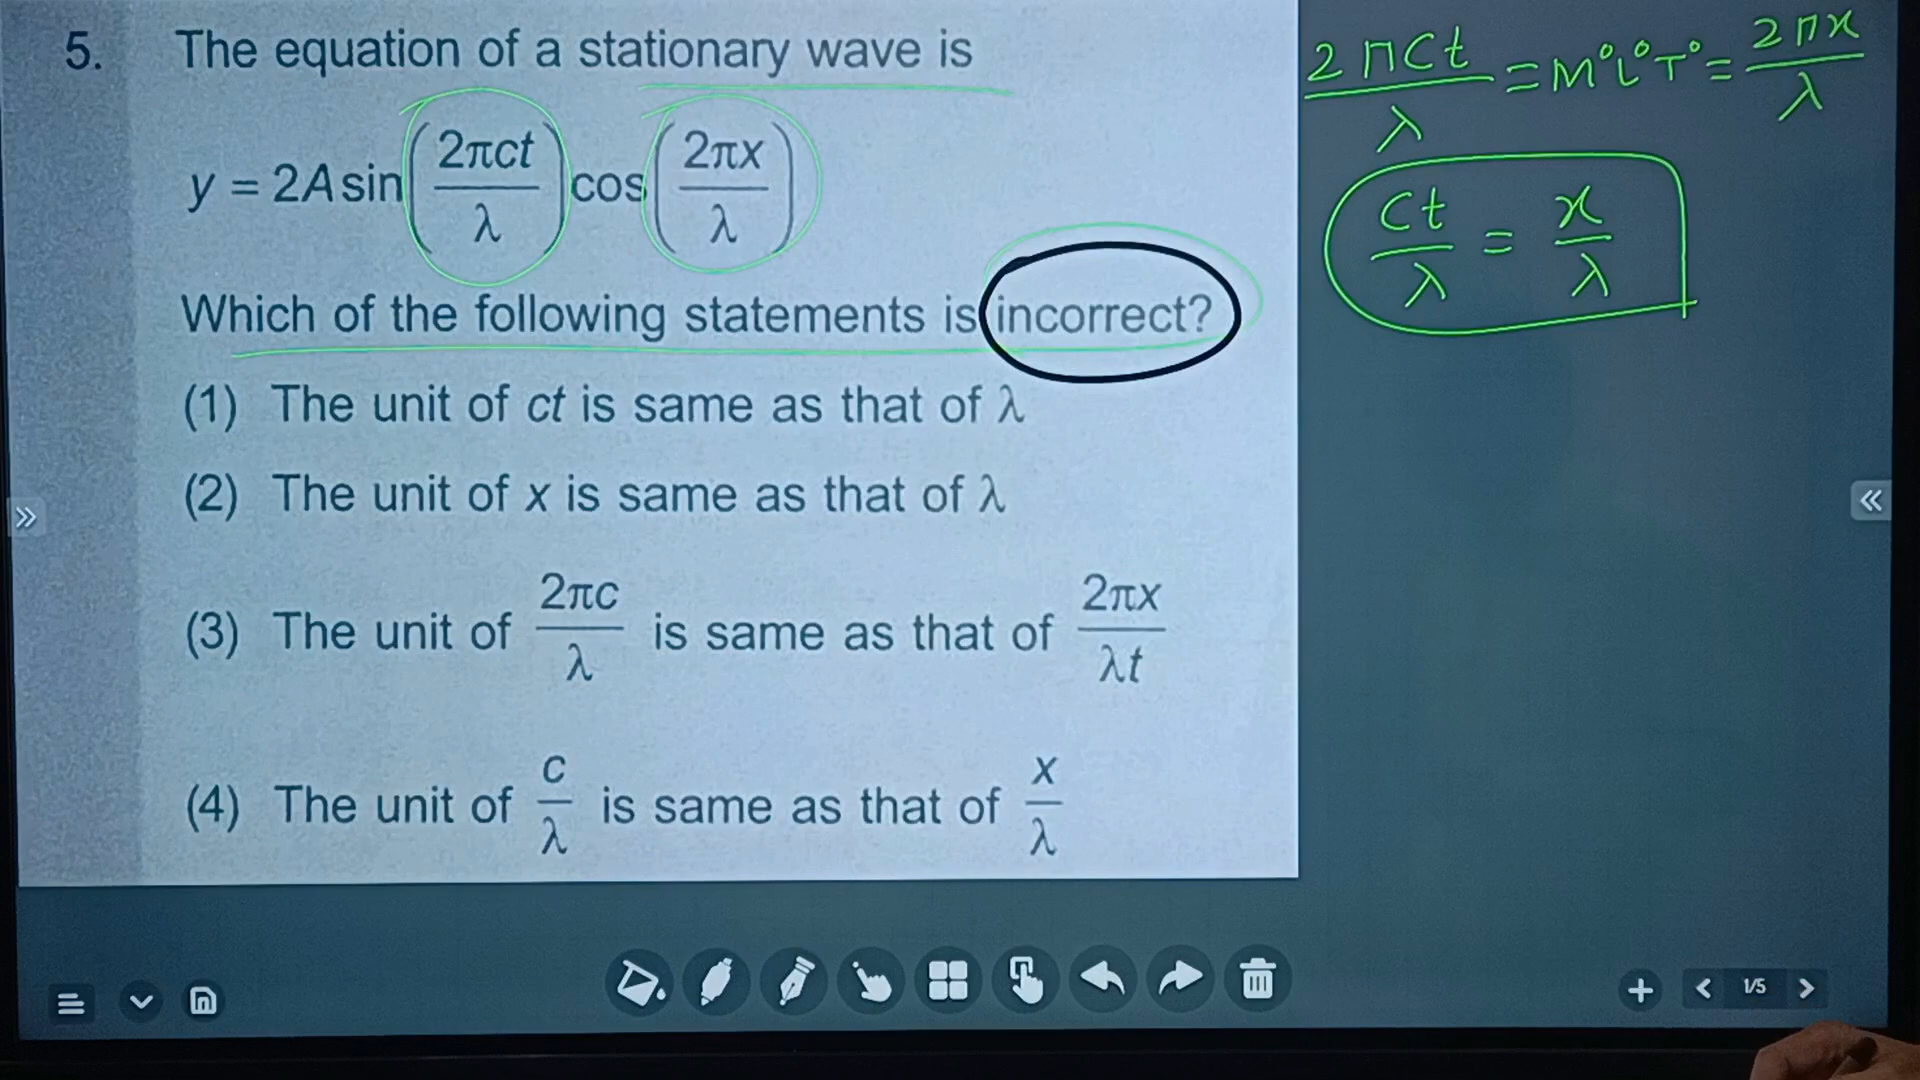 5. The equation of a stationary wave is
y = 2A sin(2πct/λ) cos(2πx/λ)
Which of the following statements is incorrect?
(1) The unit of ct is same as that of λ
(2) The unit of x is same as that of λ
(3) The unit of 2πc/λ is same as that of 2πx/λt
(4) The unit of c/λ is same as that of x/λ
2πct/λ = M°L°T° = 2πx/λ
ct/λ = x/λ
1/5